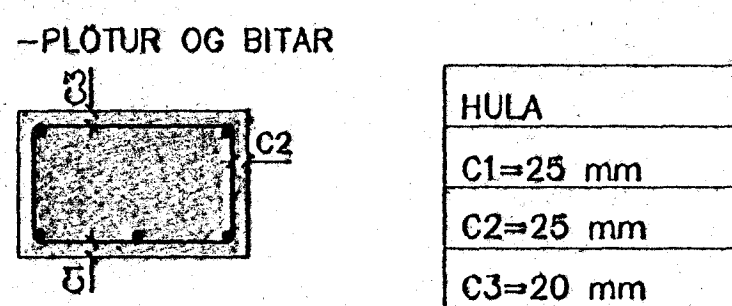 -PLÖTUR OG BITAR
C3
C2
C1
HULA
C1=25 mm
C2=25 mm
C3=20 mm